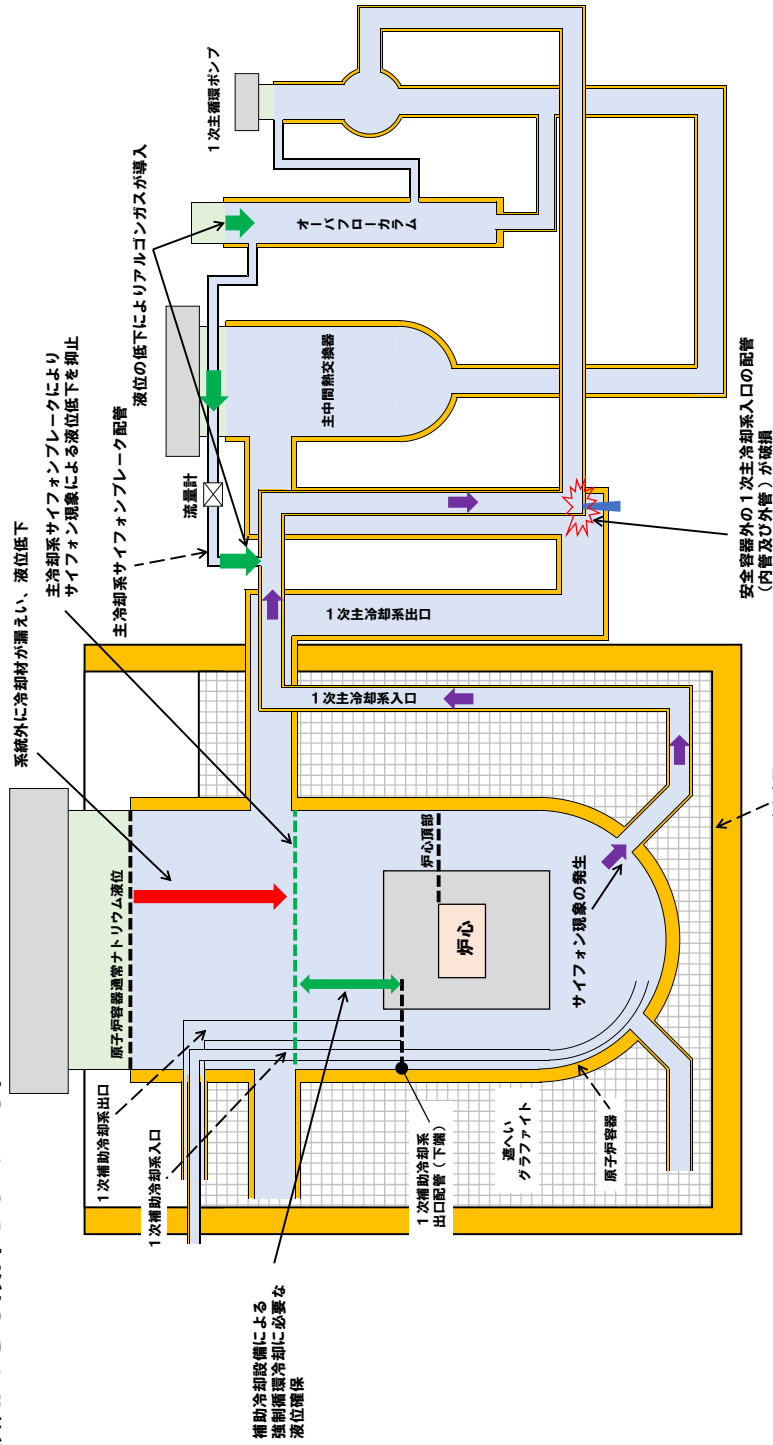 系統外に冷却材が漏えい、液位低下
主冷却系サイフォンブレークにより
サイフォン現象による液位低下を抑止
主冷却系サイフォンブレーク配管
液位の低下によりアルゴンガスが導入
1次主循環ポンプ
流量計
オーバフローカラム
主中間熱交換器
原子炉容器通常ナトリウム液位
1次補助冷却系出口
1次補助冷却系入口
1次主冷却系出口
1次主冷却系入口
炉心頂部
炉心
サイフォン現象の発生
補助冷却設備による
強制循環冷却に必要な
液位確保
1次補助冷却系
出口配管（下端）
遮へい
グラファイト
原子炉容器
安全容器外の1次主冷却系入口の配管
（内管及び外管）が破損